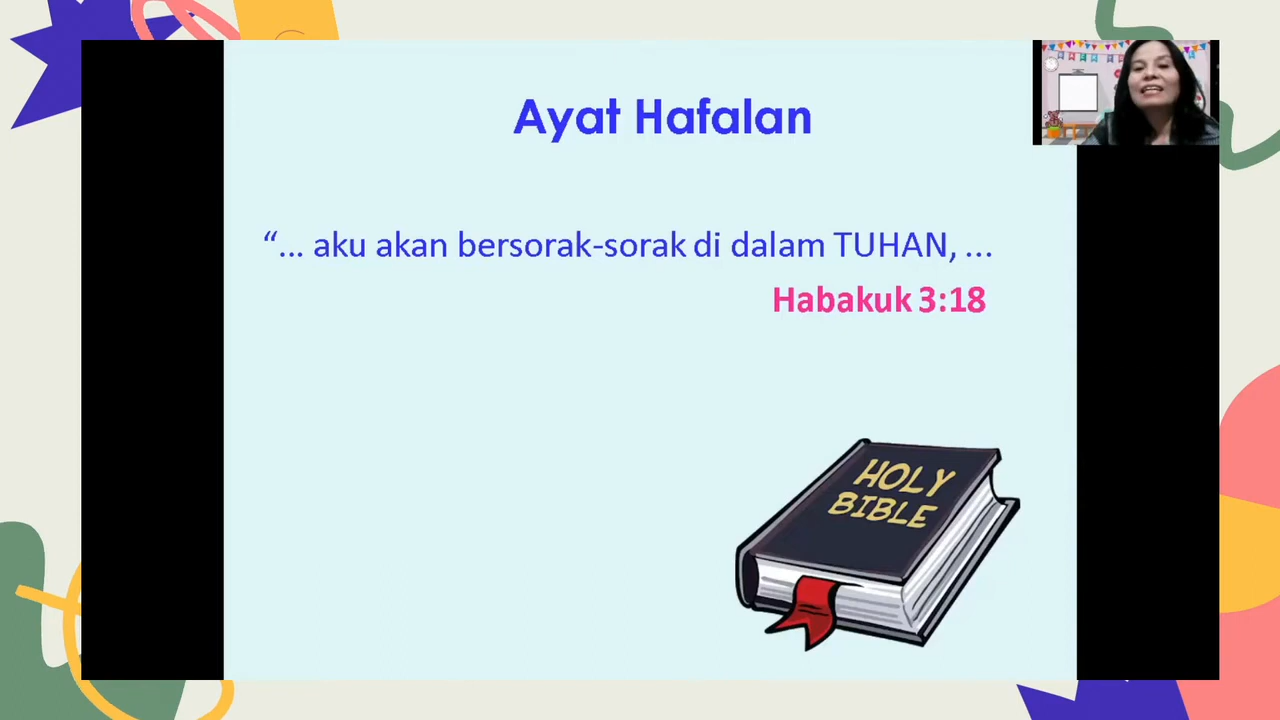 Ayat Hafalan
“... aku akan bersorak-sorak di dalam TUHAN, ...
Habakuk 3:18
HOLY
BIBLE